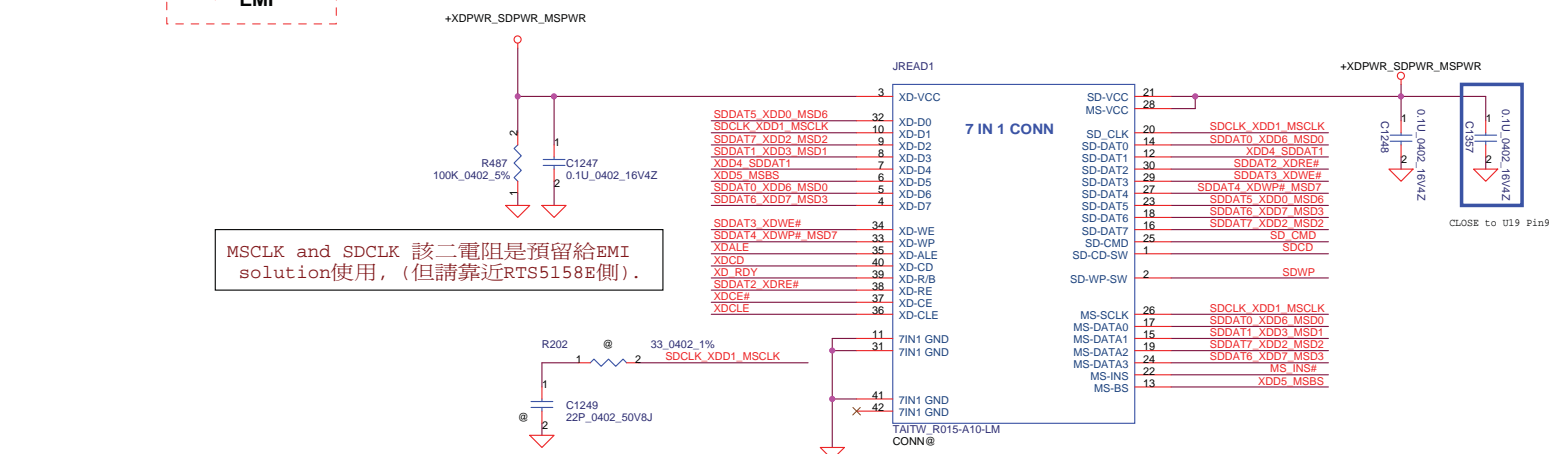 EMI
+XDPWR_SDPWR_MSPWR
JREAD1
+XDPWR_SDPWR_MSPWR
3 XD-VCC
SD-VCC 21
MS-VCC 28
7 IN 1 CONN
SDDAT5_XDD0_MSD6 32 XD-D0
SDCLK_XDD1_MSCLK 10 XD-D1
SDDAT7_XDD2_MSD2 9 XD-D2
SDDAT1_XDD3_MSD1 8 XD-D3
XDD4_SDDAT1 7 XD-D4
XDD5_MSBS 6 XD-D5
SDDAT0_XDD6_MSD0 5 XD-D6
SDDAT6_XDD7_MSD3 4 XD-D7
SD_CLK 20 SDCLK_XDD1_MSCLK
SD-DAT0 14 SDDAT0_XDD6_MSD0
SD-DAT1 12 XDD4_SDDAT1
SD-DAT2 30 SDDAT2_XDRE#
SD-DAT3 29 SDDAT3_XDWE#
SD-DAT4 27 SDDAT4_XDWP#_MSD7
SD-DAT5 23 SDDAT5_XDD0_MSD6
SD-DAT6 18 SDDAT6_XDD7_MSD3
SD-DAT7 16 SDDAT7_XDD2_MSD2
SD-CMD 25 SD_CMD
SD-CD-SW 1 SDCD
SD-WP-SW 2 SDWP
2
R487
100K_0402_5%
1
1
C1247
0.1U_0402_16V4Z
2
1
C1248
0.1U_0402_16V4Z
2
1
C1357
0.1U_0402_16V4Z
2
CLOSE to U19 Pin9
MSCLK and SDCLK 該二電阻是預留給EMI
solution使用, (但請靠近RTS5158E側).
SDDAT3_XDWE# 34 XD-WE
SDDAT4_XDWP#_MSD7 33 XD-WP
XDALE 35 XD-ALE
XDCD 40 XD-CD
XD_RDY 39 XD-R/B
SDDAT2_XDRE# 38 XD-RE
XDCE# 37 XD-CE
XDCLE 36 XD-CLE
MS-SCLK 26 SDCLK_XDD1_MSCLK
MS-DATA0 17 SDDAT0_XDD6_MSD0
MS-DATA1 15 SDDAT1_XDD3_MSD1
MS-DATA2 19 SDDAT7_XDD2_MSD2
MS-DATA3 24 SDDAT6_XDD7_MSD3
MS-INS 22 MS_INS#
MS-BS 13 XDD5_MSBS
11 7IN1 GND
31 7IN1 GND
41 7IN1 GND
42 7IN1 GND
R202 @ 33_0402_1%
1 2 SDCLK_XDD1_MSCLK
1
C1249
22P_0402_50V8J
@
2
TAITW_R015-A10-LM
CONN@